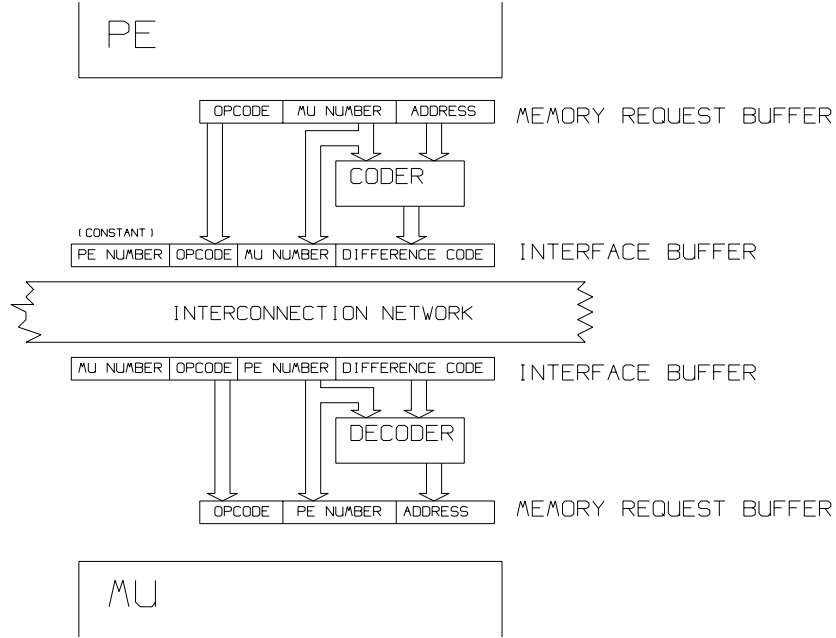 PE
OPCODE MU NUMBER ADDRESS MEMORY REQUEST BUFFER
CODER
(CONSTANT)
PE NUMBER OPCODE MU NUMBER DIFFERENCE CODE INTERFACE BUFFER
INTERCONNECTION NETWORK
MU NUMBER OPCODE PE NUMBER DIFFERENCE CODE INTERFACE BUFFER
DECODER
OPCODE PE NUMBER ADDRESS MEMORY REQUEST BUFFER
MU